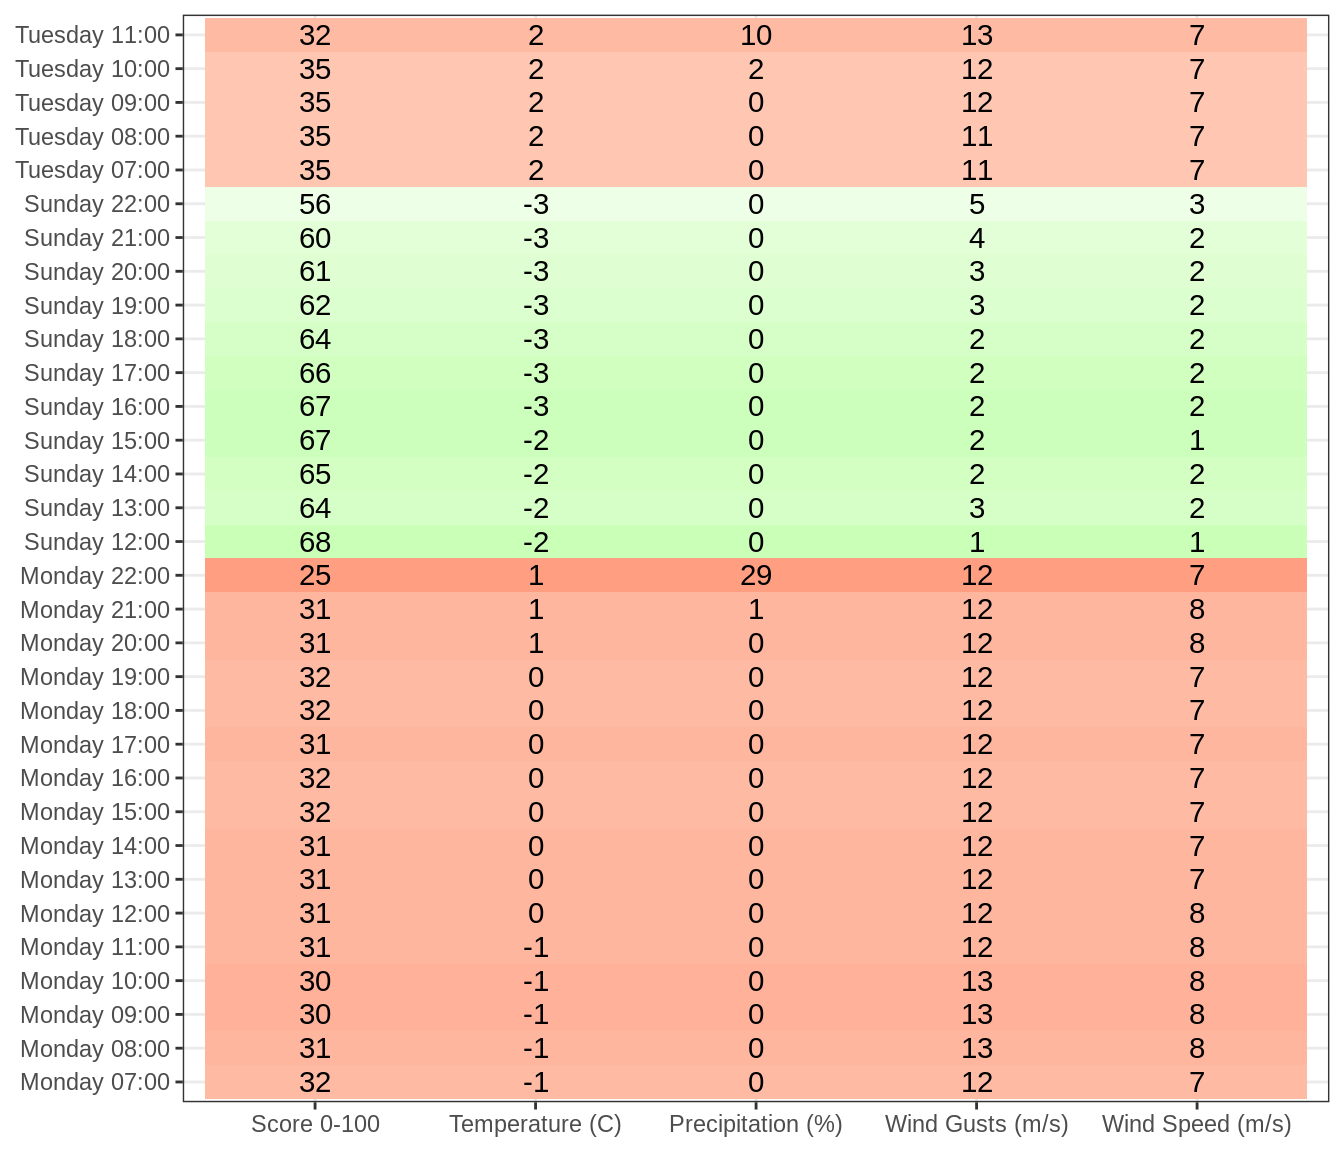 Tuesday 11:00 32 2 10 13 7
Tuesday 10:00 35 2 2 12 7
Tuesday 09:00 35 2 0 12 7
Tuesday 08:00 35 2 0 11 7
Tuesday 07:00 35 2 0 11 7
Sunday 22:00 56 -3 0 5 3
Sunday 21:00 60 -3 0 4 2
Sunday 20:00 61 -3 0 3 2
Sunday 19:00 62 -3 0 3 2
Sunday 18:00 64 -3 0 2 2
Sunday 17:00 66 -3 0 2 2
Sunday 16:00 67 -3 0 2 2
Sunday 15:00 67 -2 0 2 1
Sunday 14:00 65 -2 0 2 2
Sunday 13:00 64 -2 0 3 2
Sunday 12:00 68 -2 0 1 1
Monday 22:00 25 1 29 12 7
Monday 21:00 31 1 1 12 8
Monday 20:00 31 1 0 12 8
Monday 19:00 32 0 0 12 7
Monday 18:00 32 0 0 12 7
Monday 17:00 31 0 0 12 7
Monday 16:00 32 0 0 12 7
Monday 15:00 32 0 0 12 7
Monday 14:00 31 0 0 12 7
Monday 13:00 31 0 0 12 7
Monday 12:00 31 0 0 12 8
Monday 11:00 31 -1 0 12 8
Monday 10:00 30 -1 0 13 8
Monday 09:00 30 -1 0 13 8
Monday 08:00 31 -1 0 13 8
Monday 07:00 32 -1 0 12 7
Score 0-100 Temperature (C) Precipitation (%) Wind Gusts (m/s) Wind Speed (m/s)